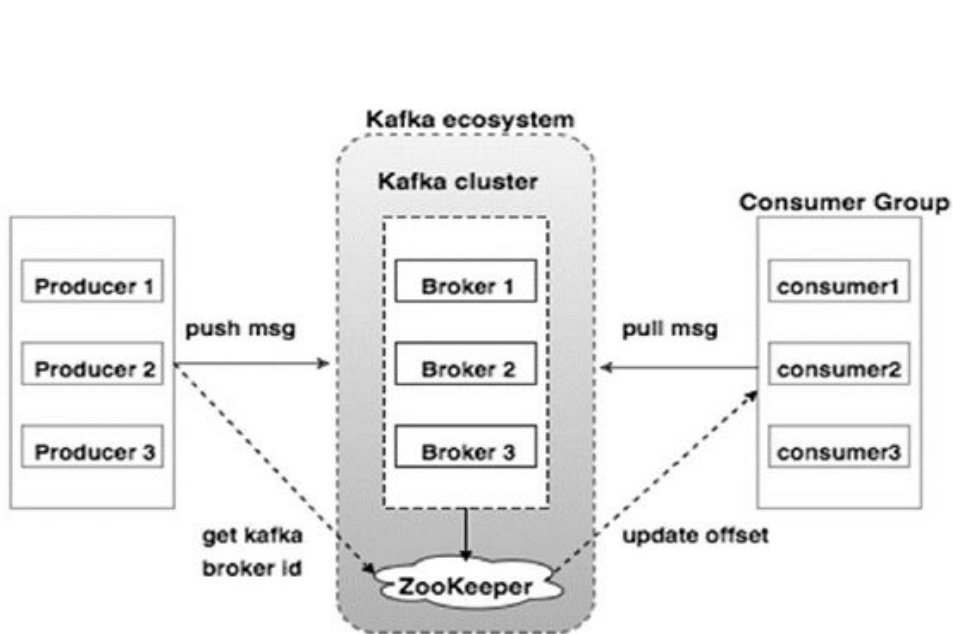 Kafka ecosystem
Kafka cluster
Consumer Group
Producer 1
Producer 2
Producer 3
push msg
Broker 1
Broker 2
Broker 3
pull msg
consumer1
consumer2
consumer3
get kafka
broker id
ZooKeeper
update offset